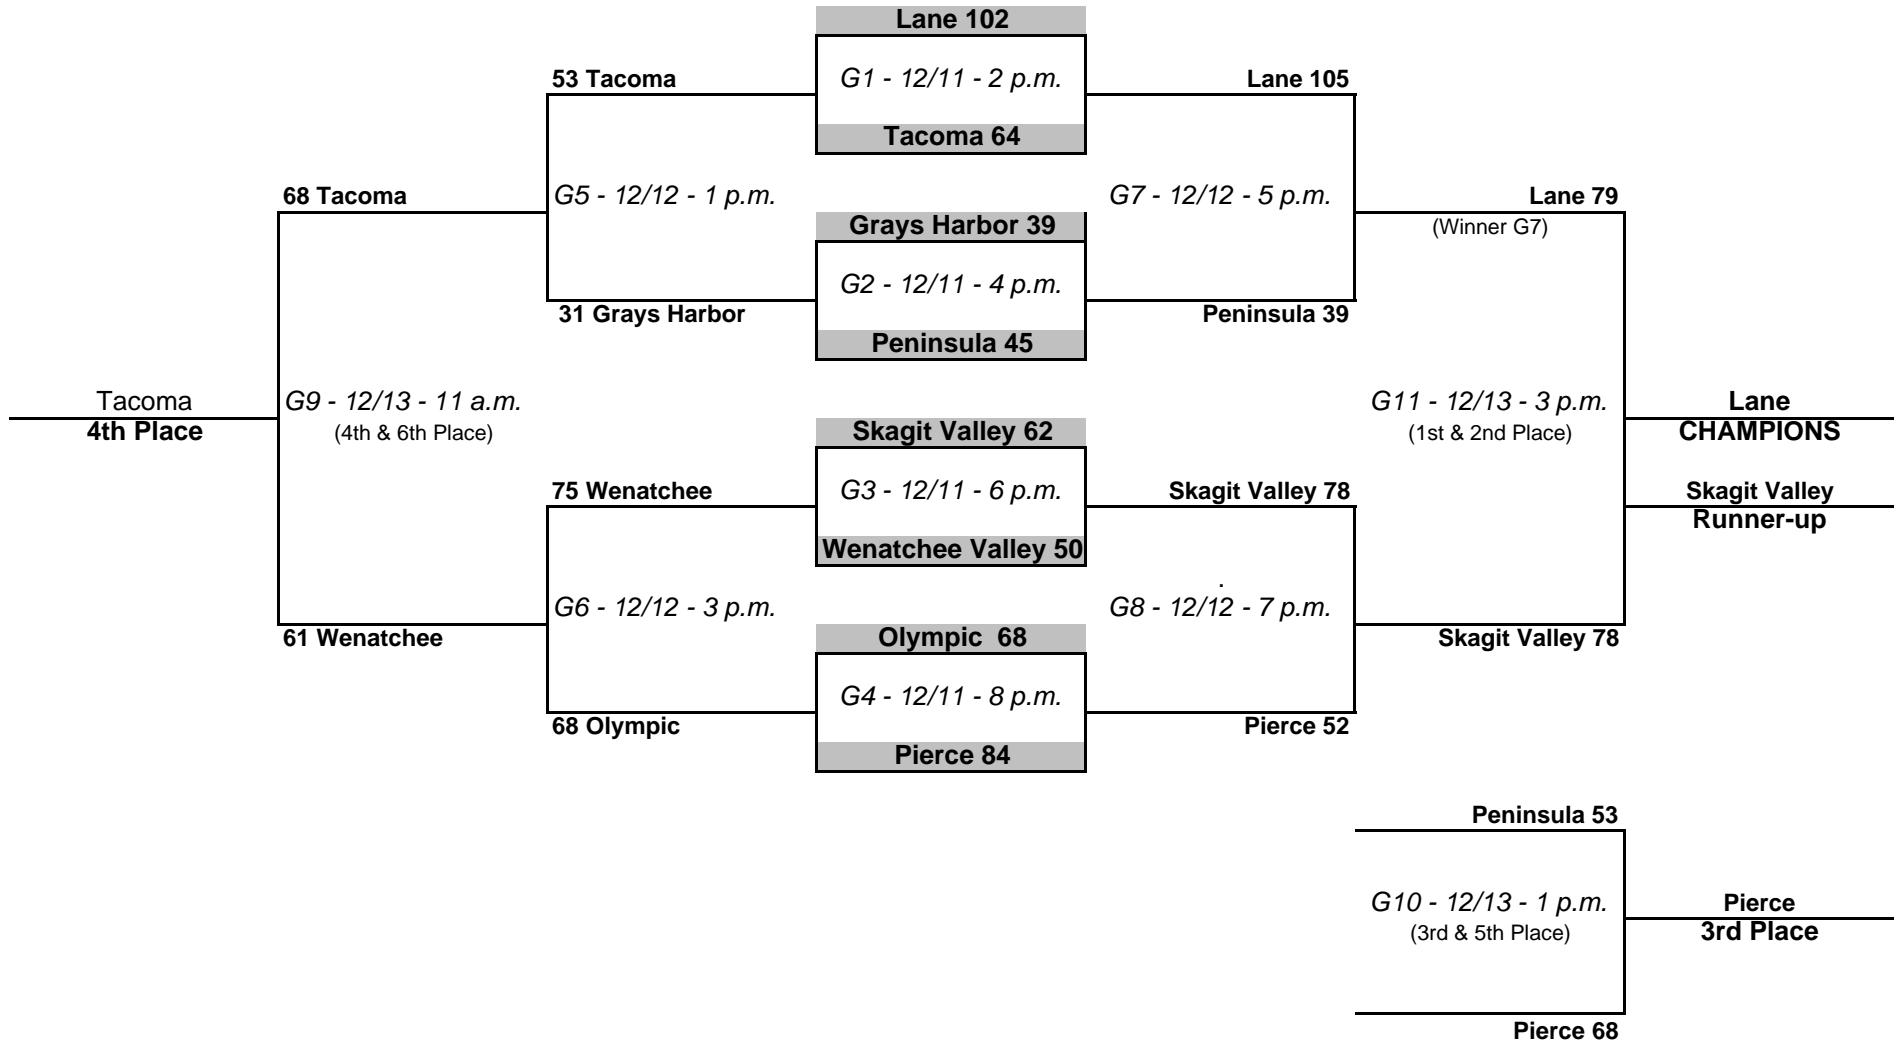 Lane 102
53 Tacoma
G1 - 12/11 - 2 p.m.
Lane 105
Tacoma 64
68 Tacoma
G5 - 12/12 - 1 p.m.
G7 - 12/12 - 5 p.m.
Lane 79
Grays Harbor 39
(Winner G7)
G2 - 12/11 - 4 p.m.
31 Grays Harbor
Peninsula 39
Peninsula 45
Tacoma
G9 - 12/13 - 11 a.m.
G11 - 12/13 - 3 p.m.
Lane
4th Place
(4th & 6th Place)
Skagit Valley 62
(1st & 2nd Place)
CHAMPIONS
75 Wenatchee
G3 - 12/11 - 6 p.m.
Skagit Valley 78
Skagit Valley
Runner-up
Wenatchee Valley 50
.
G6 - 12/12 - 3 p.m.
G8 - 12/12 - 7 p.m.
61 Wenatchee
Olympic  68
Skagit Valley 78
G4 - 12/11 - 8 p.m.
68 Olympic
Pierce 52
Pierce 84
Peninsula 53
G10 - 12/13 - 1 p.m.
Pierce
(3rd & 5th Place)
3rd Place
Pierce 68